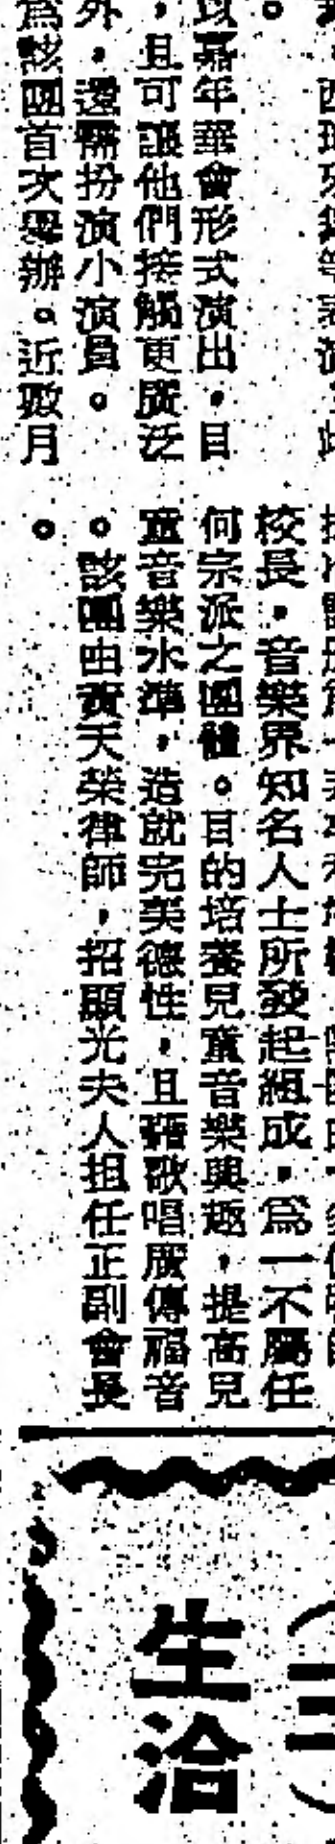 以嘉年華會形式演出，目
，且可讓他們接觸更廣泛
外，還需扮演小演員。
為該團首次舉辦。近數月
校長，音樂界知名人士所發起組成，為一不屬任
何宗派之團體。目的培養兒童音樂興趣，提高兒
童音樂水準，造就完美德性，且藉歌唱廣傳福音
。該團由黃天榮律師，招顯光夫人担任正副會長
。
（三
生洽